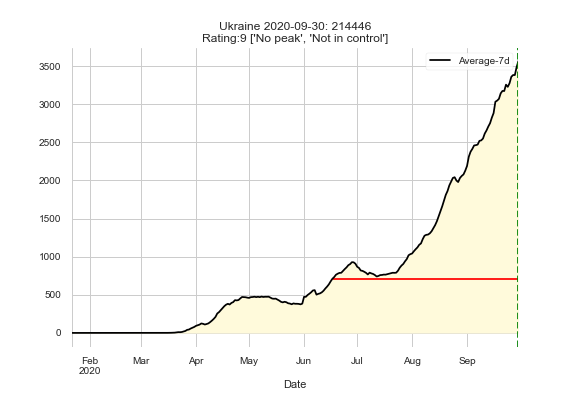 Ukraine 2020-09-30: 214446
Rating:9 ['No peak', 'Not in control']
Average-7d
3500
3000
2500
2000
1500
1000
500
0
Feb Mar Apr May Jun Jul Aug Sep
2020
Date